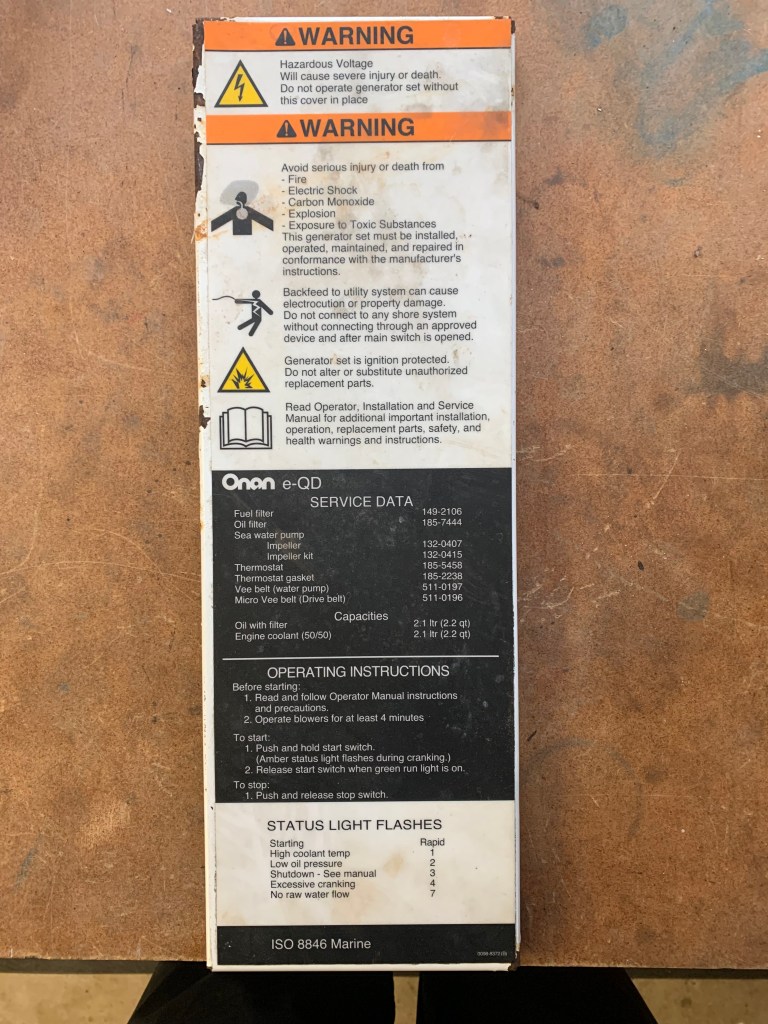 WARNING
Hazardous Voltage
Will cause severe injury or death.
Do not operate generator set without
this cover in place
WARNING
Avoid serious injury or death from
- Fire
- Electric Shock
- Carbon Monoxide
- Explosion
- Exposure to Toxic Substances
This generator set must be installed,
operated, maintained, and repaired in
conformance with the manufacturer's
instructions.
Backfeed to utility system can cause
electrocution or property damage.
Do not connect to any shore system
without connecting through an approved
device and after main switch is opened.
Generator set is ignition protected.
Do not alter or substitute unauthorized
replacement parts.
Read Operator, Installation and Service
Manual for additional important installation,
operation, replacement parts, safety, and
health warnings and instructions.
Onan e-QD
SERVICE DATA
Fuel filter 149-2106
Oil filter 185-7444
Sea water pump
Impeller 132-0407
Impeller kit 132-0415
Thermostat 185-5458
Thermostat gasket 185-2238
Vee belt (water pump) 511-0197
Micro Vee belt (Drive belt) 511-0196
Capacities
Oil with filter 2.1 ltr (2.2 qt)
Engine coolant (50/50) 2.1 ltr (2.2 qt)
OPERATING INSTRUCTIONS
Before starting:
1. Read and follow Operator Manual instructions
and precautions.
2. Operate blowers for at least 4 minutes
To start:
1. Push and hold start switch.
(Amber status light flashes during cranking.)
2. Release start switch when green run light is on.
To stop:
1. Push and release stop switch.
STATUS LIGHT FLASHES
Starting Rapid
High coolant temp 1
Low oil pressure 2
Shutdown - See manual 3
Excessive cranking 4
No raw water flow 7
ISO 8846 Marine